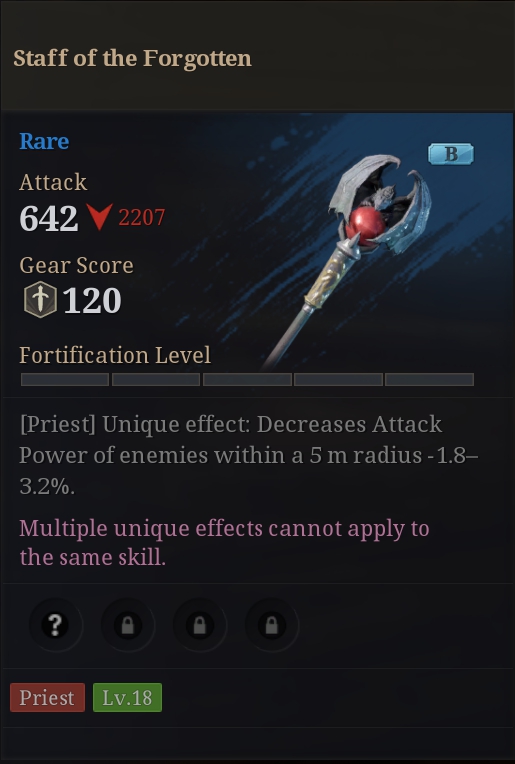 Staff of the Forgotten
Rare
B
Attack
642 2207
Gear Score
120
Fortification Level
[Priest] Unique effect: Decreases Attack
Power of enemies within a 5 m radius -1.8–
3.2%.
Multiple unique effects cannot apply to
the same skill.
?
Priest Lv.18